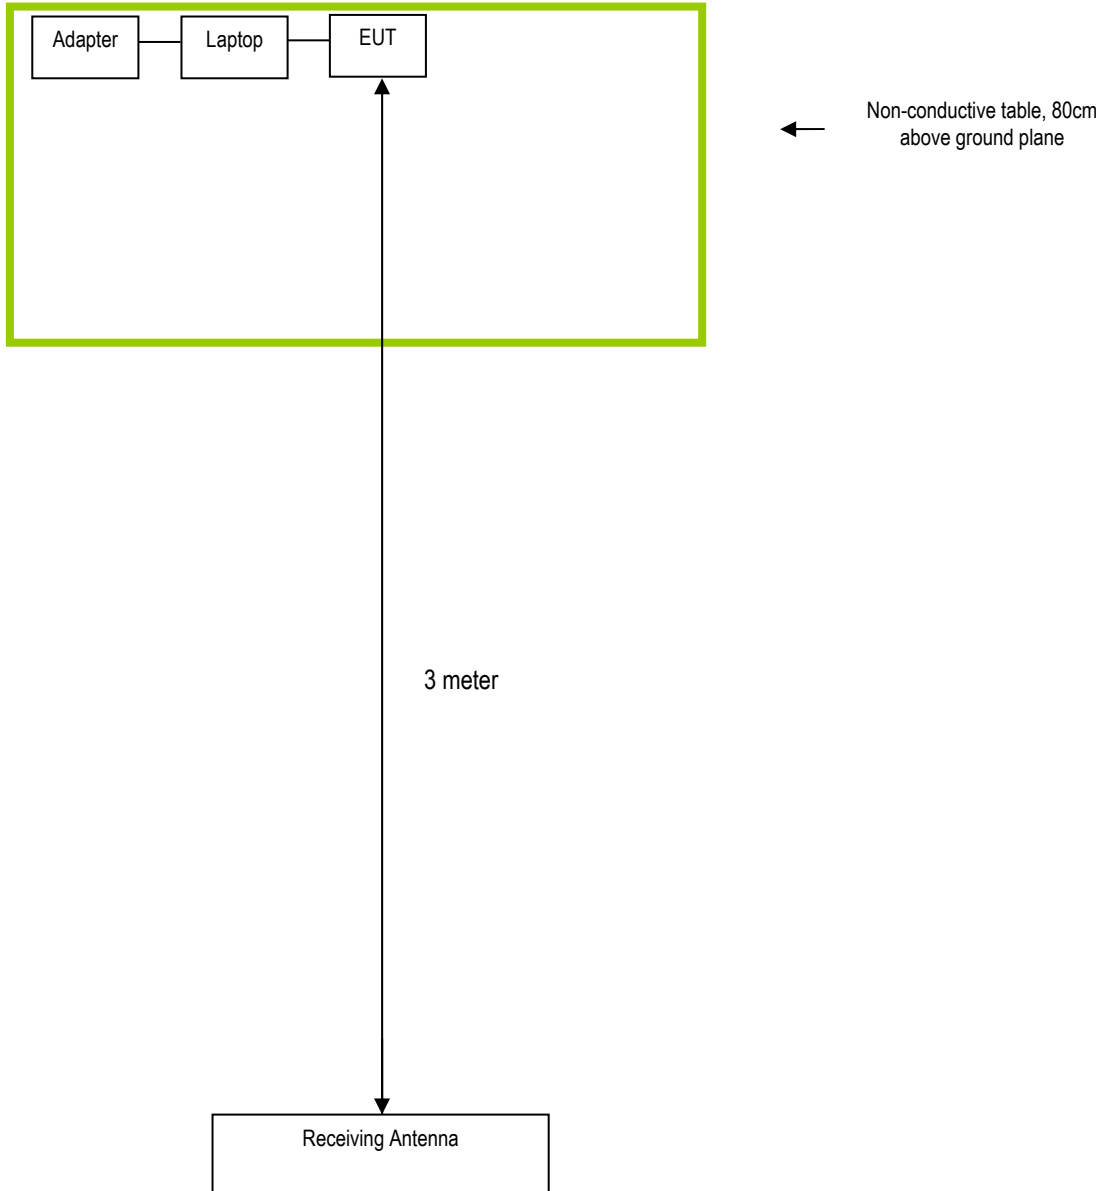 Adapter
Laptop
EUT
Non-conductive table, 80cm
above ground plane
3 meter
Receiving Antenna